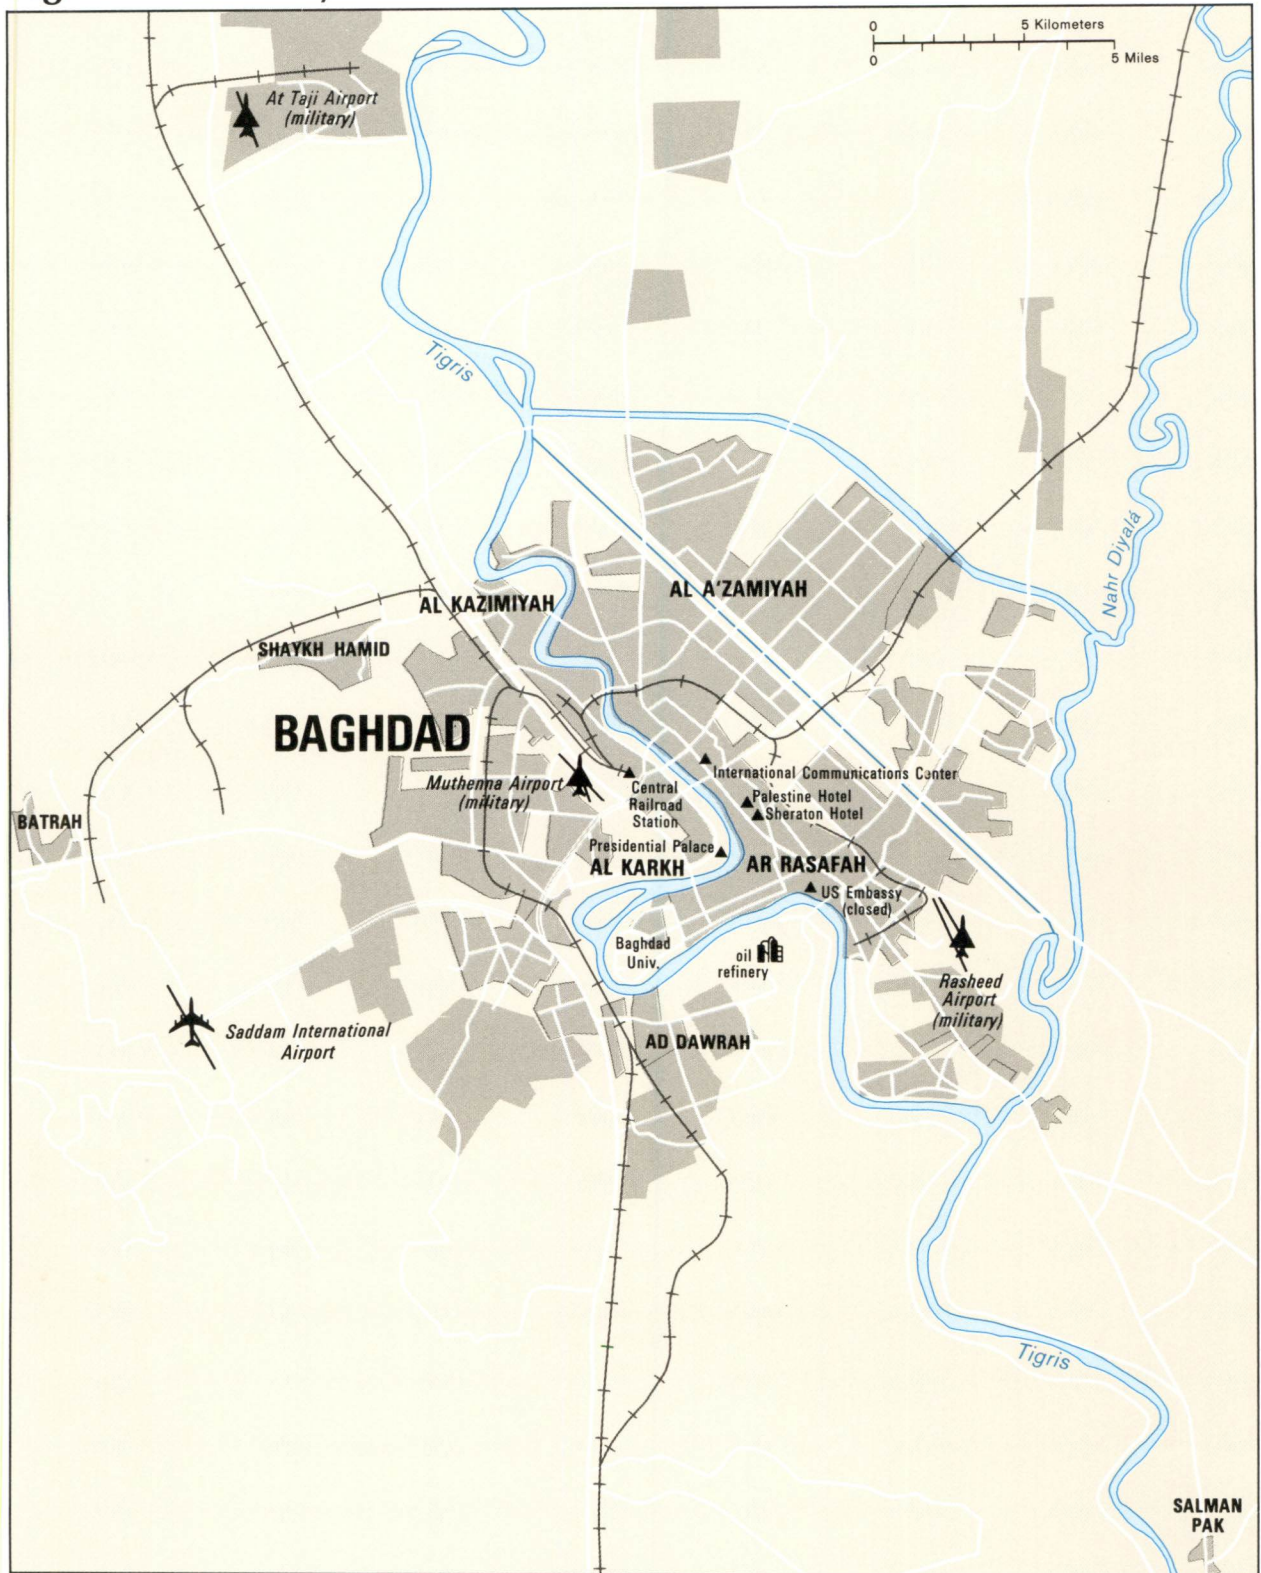 0 5 Kilometers
0 5 Miles
At Taji Airport
(military)
Tigris
Nahr Diyalá
AL A'ZAMIYAH
AL KAZIMIYAH
SHAYKH HAMID
BAGHDAD
International Communications Center
Muthenna Airport
(military)
Central
Railroad
Station
Palestine Hotel
Sheraton Hotel
BATRAH
Presidential Palace
AL KARKH
AR RASAFAH
US Embassy
(closed)
Baghdad
Univ.
oil
refinery
Rasheed
Airport
(military)
Saddam International
Airport
AD DAWRAH
Tigris
SALMAN
PAK